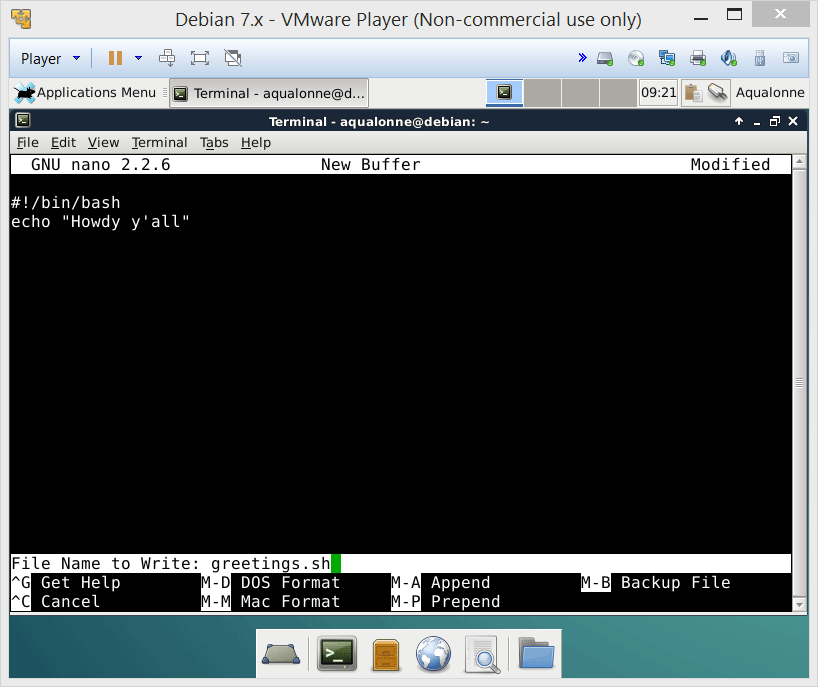 Debian 7.x - VMware Player (Non-commercial use only)
Player
Applications Menu
Terminal - aqualonne@d...
09:21
Aqualonne
Terminal - aqualonne@debian: ~
File Edit View Terminal Tabs Help
GNU nano 2.2.6 New Buffer Modified
#!/bin/bash
echo "Howdy y'all"
File Name to Write: greetings.sh
^G Get Help M-D DOS Format M-A Append M-B Backup File
^C Cancel M-M Mac Format M-P Prepend